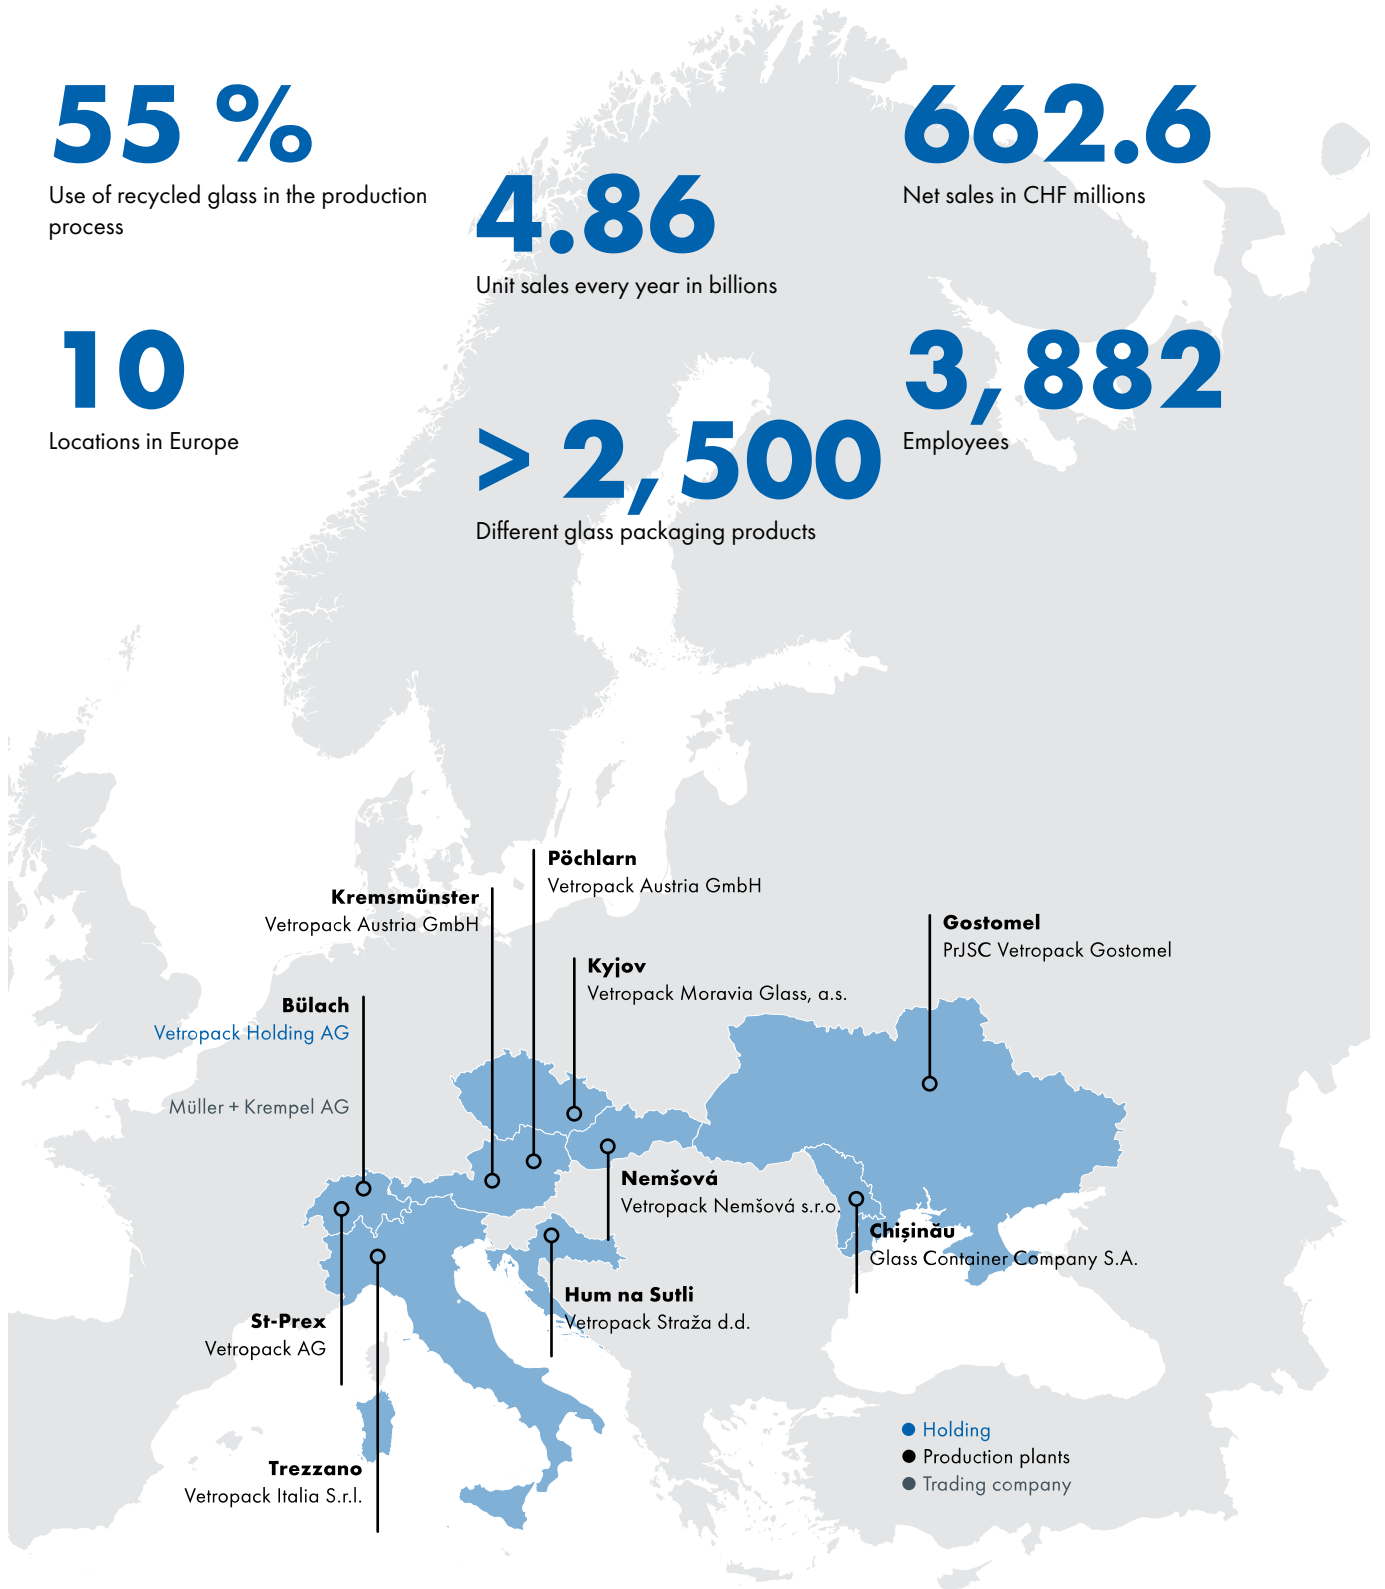 55 %
Use of recycled glass in the production
process
4.86
Unit sales every year in billions
662.6
Net sales in CHF millions
10
Locations in Europe
> 2,500
Different glass packaging products
3,882
Employees
Pöchlarn
Vetropack Austria GmbH
Kremsmünster
Vetropack Austria GmbH
Gostomel
PrJSC Vetropack Gostomel
Kyjov
Vetropack Moravia Glass, a.s.
Bülach
Vetropack Holding AG
Müller + Krempel AG
Nemšová
Vetropack Nemšová s.r.o.
Chișinău
Glass Container Company S.A.
Hum na Sutli
Vetropack Straža d.d.
St-Prex
Vetropack AG
Trezzano
Vetropack Italia S.r.l.
Holding
Production plants
Trading company